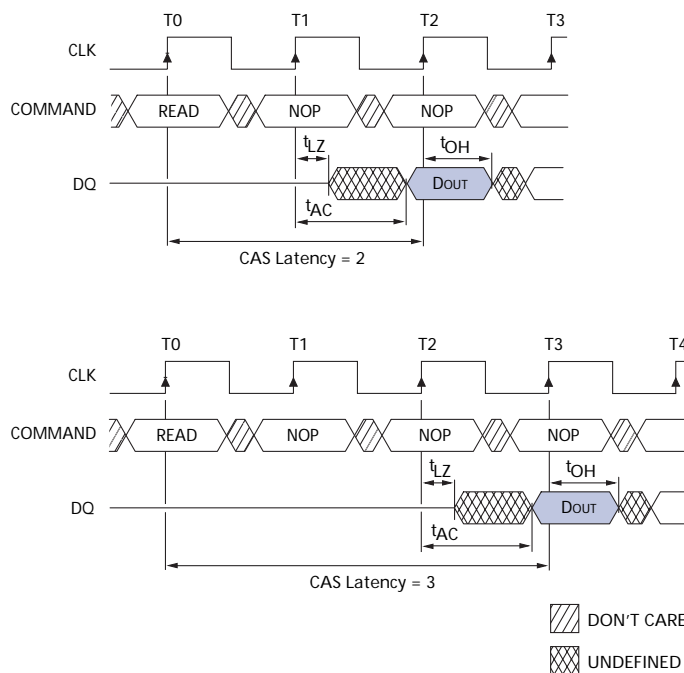 T0 T1 T2 T3
CLK
COMMAND READ NOP NOP
tLZ tOH
DQ DOUT
tAC
CAS Latency = 2
T0 T1 T2 T3 T4
CLK
COMMAND READ NOP NOP NOP
tLZ tOH
DQ DOUT
tAC
CAS Latency = 3
DON'T CARE
UNDEFINED